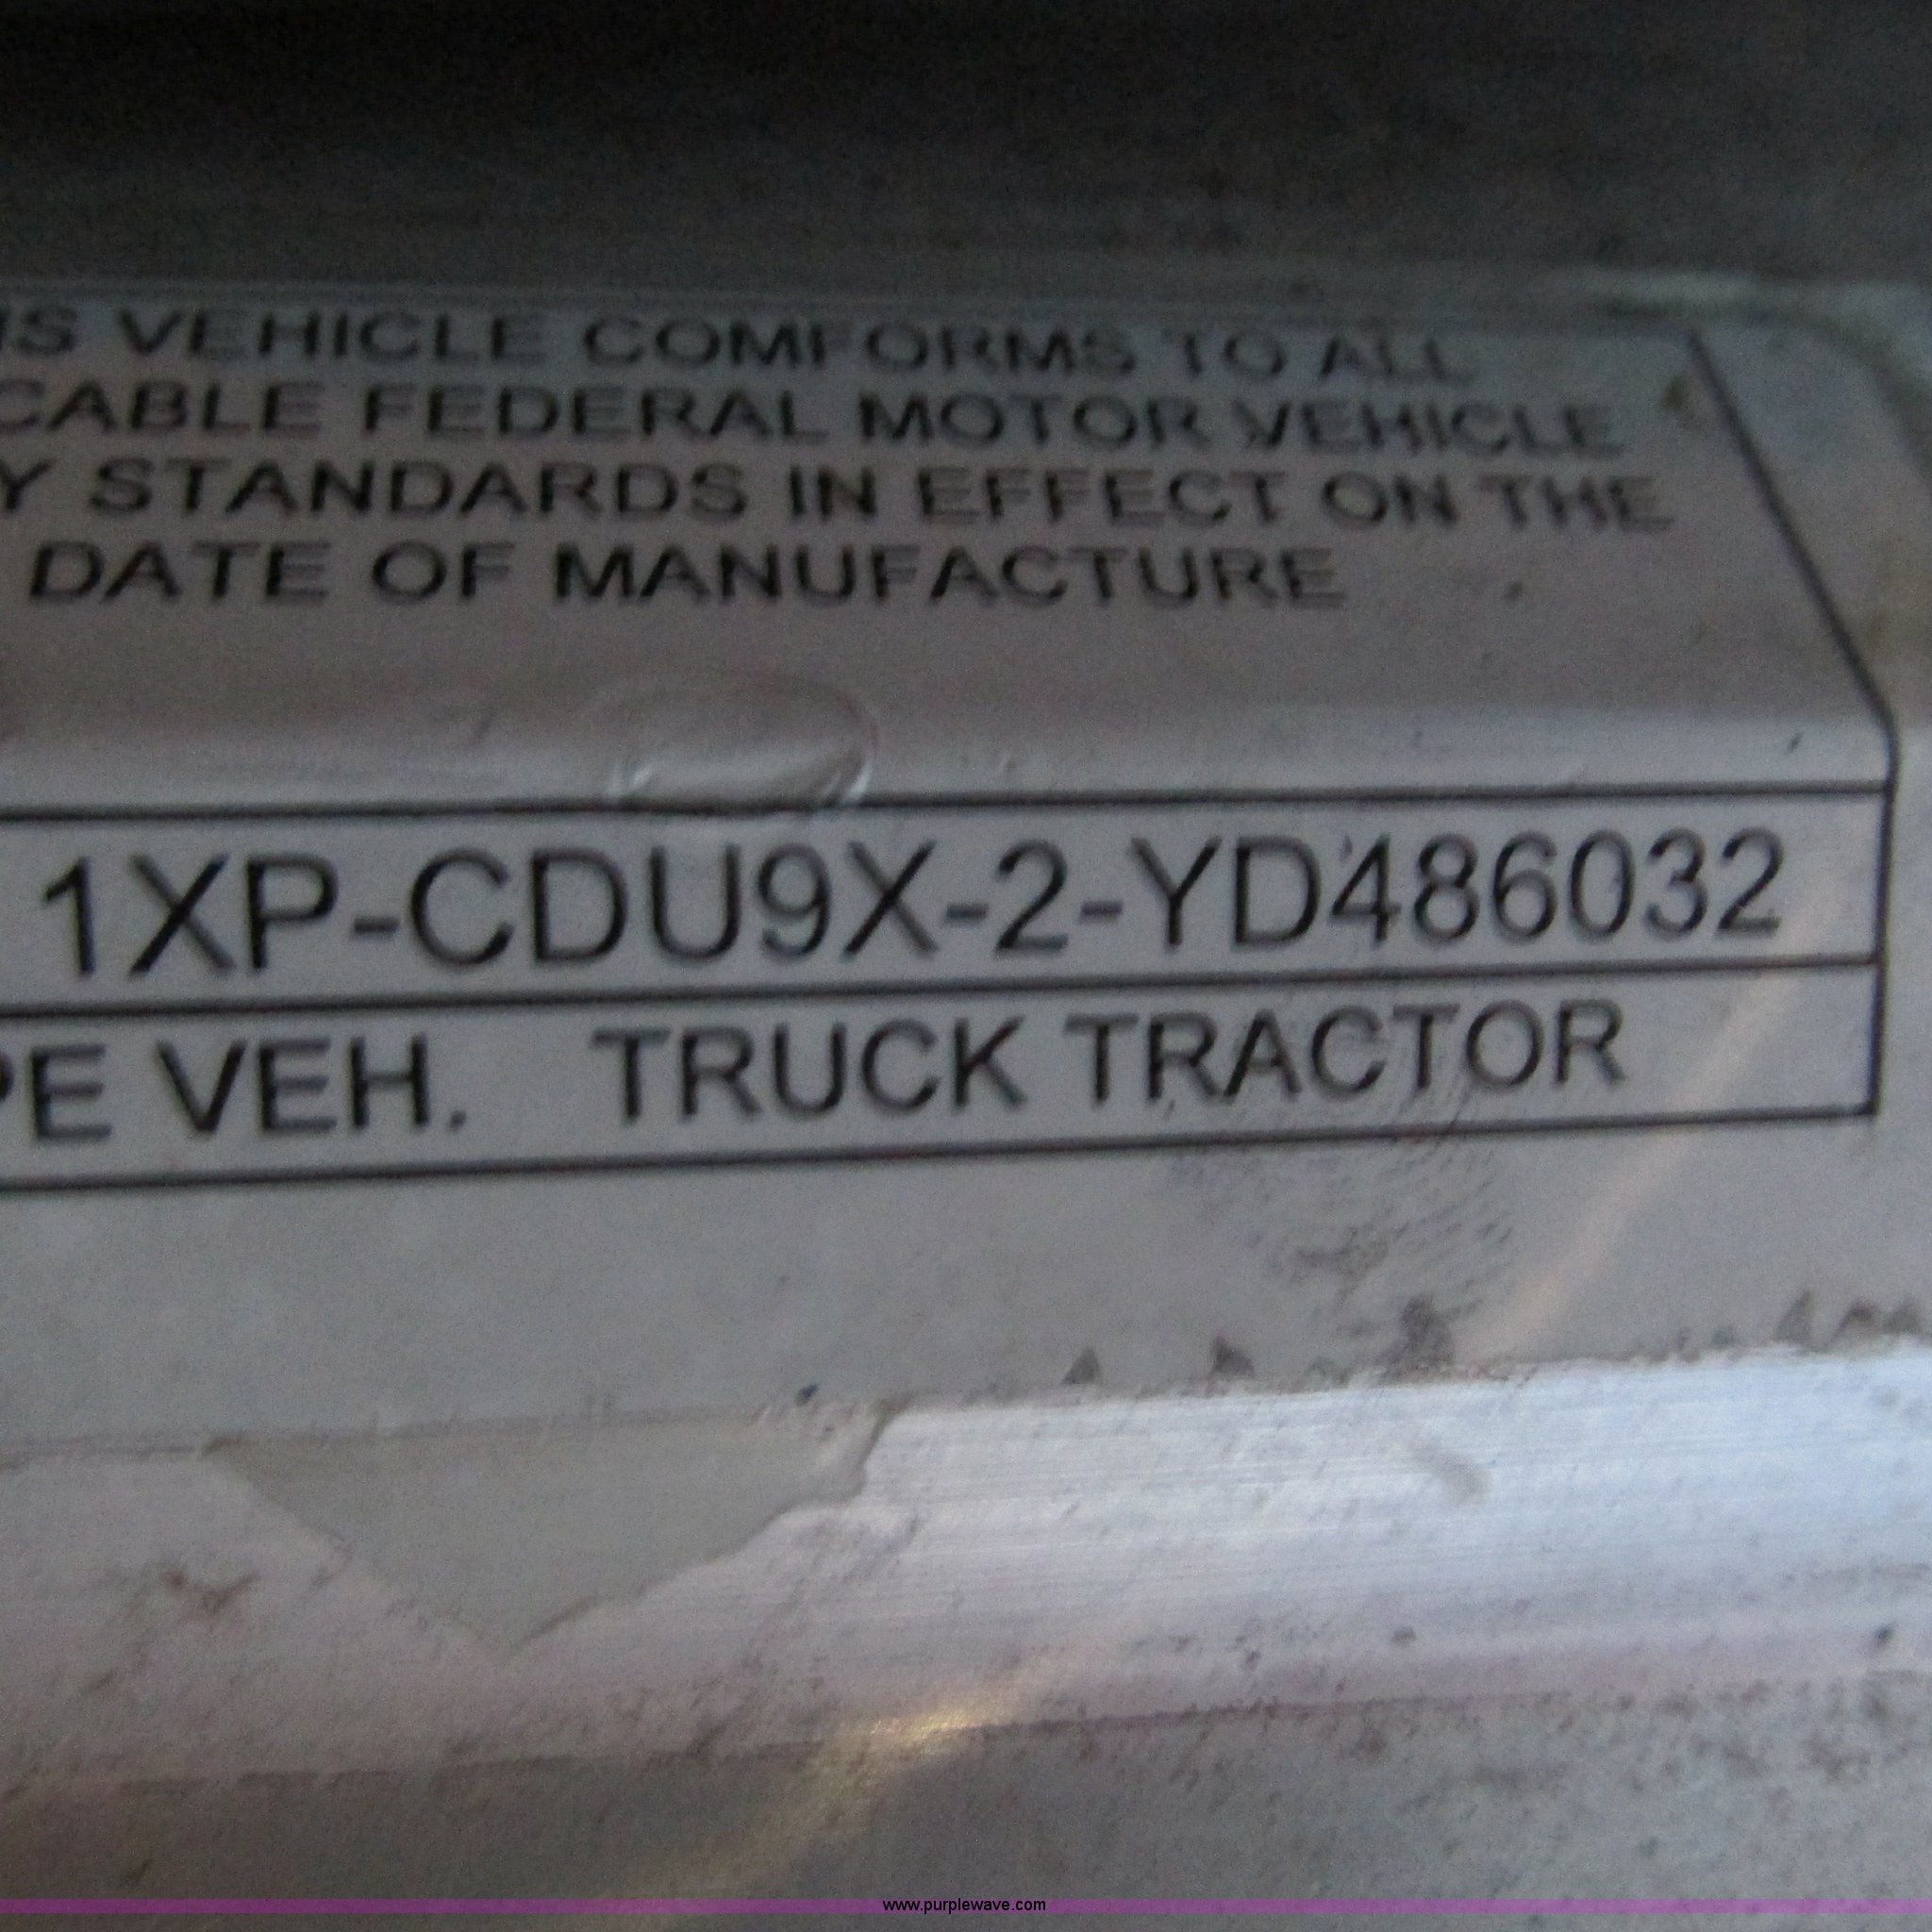 IS VEHICLE COMFORMS TO ALL
CABLE FEDERAL MOTOR VEHICLE
Y STANDARDS IN EFFECT ON THE
DATE OF MANUFACTURE
1XP-CDU9X-2-YD486032
PE VEH. TRUCK TRACTOR
www.purplewave.com